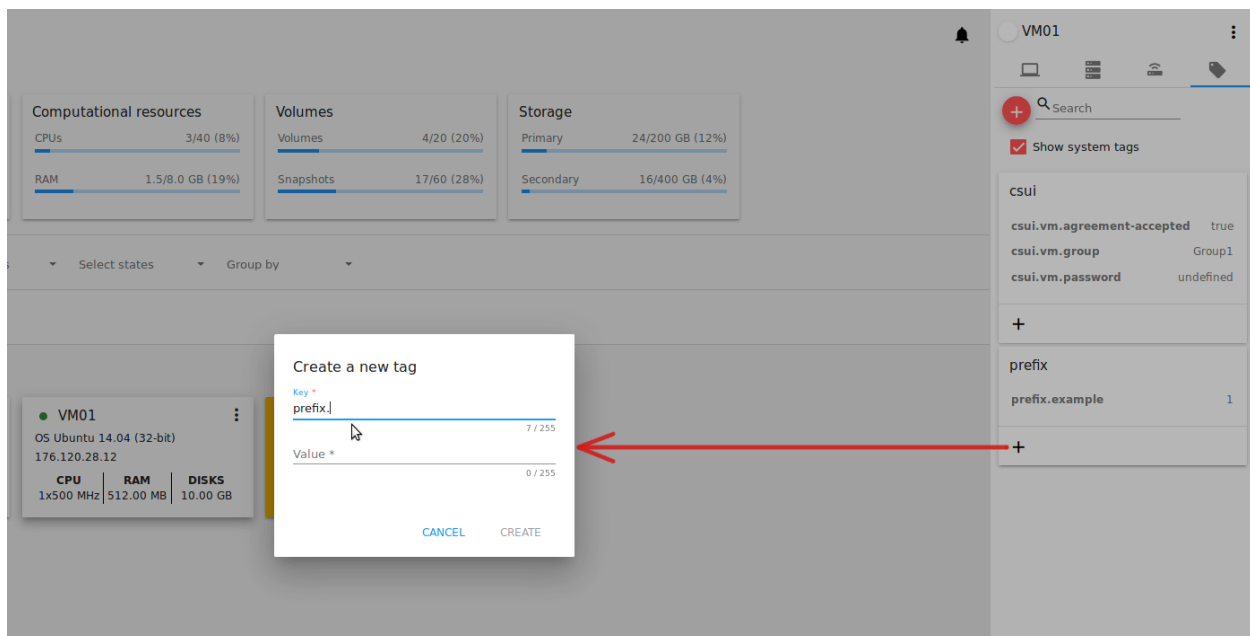 VM01
Search
Show system tags
Computational resources
CPUs 3/40 (8%)
RAM 1.5/8.0 GB (19%)
Volumes
Volumes 4/20 (20%)
Snapshots 17/60 (28%)
Storage
Primary 24/200 GB (12%)
Secondary 16/400 GB (4%)
csui
csui.vm.agreement-accepted true
csui.vm.group Group1
csui.vm.password undefined
+
prefix
prefix.example 1
+
s Select states Group by
VM01
OS Ubuntu 14.04 (32-bit)
176.120.28.12
CPU RAM DISKS
1x500 MHz 512.00 MB 10.00 GB
Create a new tag
Key *
prefix.
7 / 255
Value *
0 / 255
CANCEL CREATE